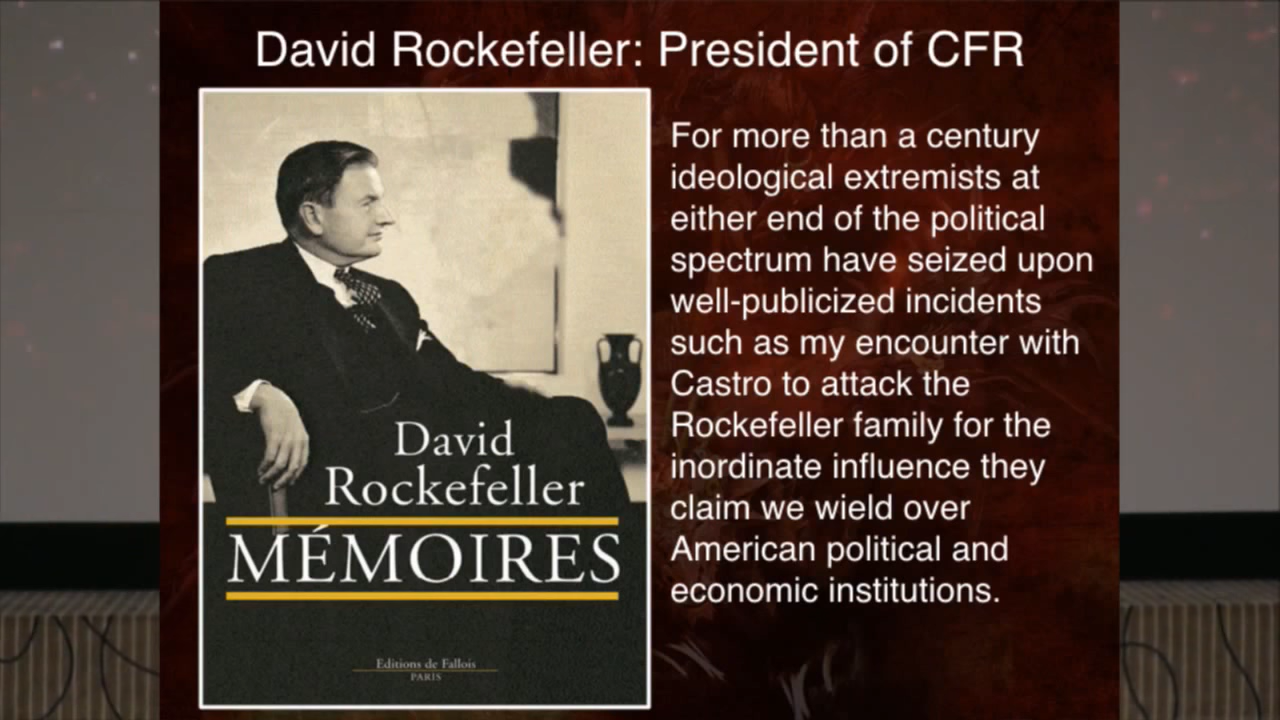 David Rockefeller: President of CFR
David
Rockefeller
MÉMOIRES
Editions de Fallois
PARIS
For more than a century
ideological extremists at
either end of the political
spectrum have seized upon
well-publicized incidents
such as my encounter with
Castro to attack the
Rockefeller family for the
inordinate influence they
claim we wield over
American political and
economic institutions.